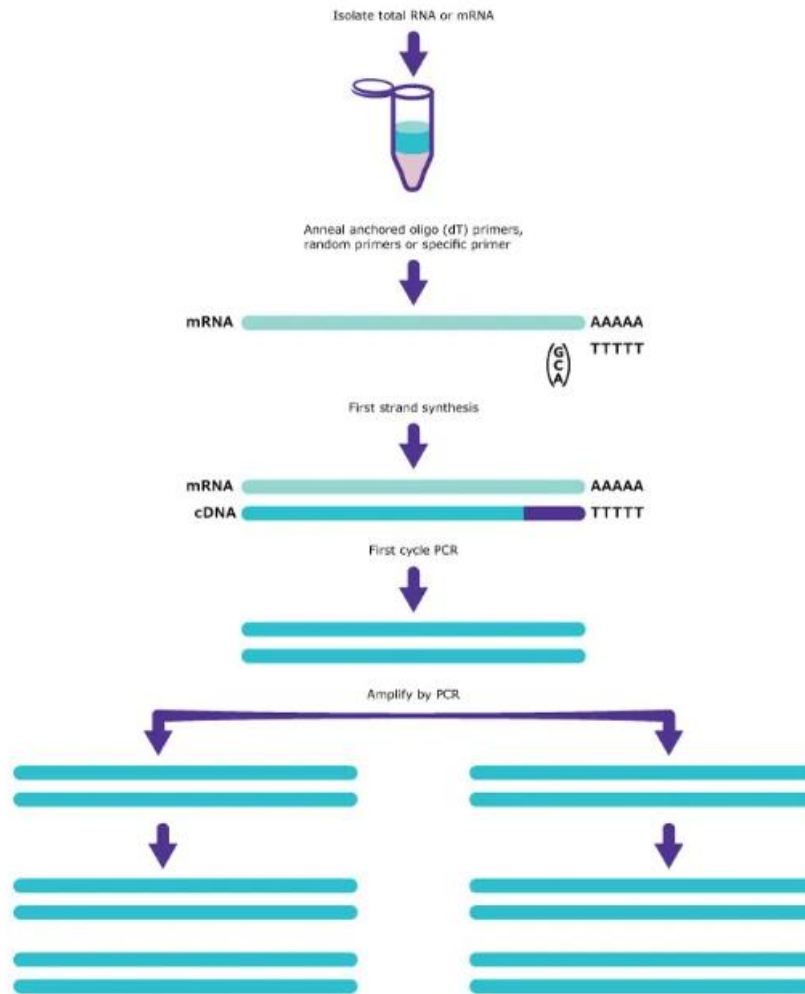 Isolate total RNA or mRNA
Anneal anchored oligo (dT) primers,
random primers or specific primer
mRNA AAAAA
TTTTT
G
C
A
First strand synthesis
mRNA AAAAA
cDNA TTTTT
First cycle PCR
Amplify by PCR